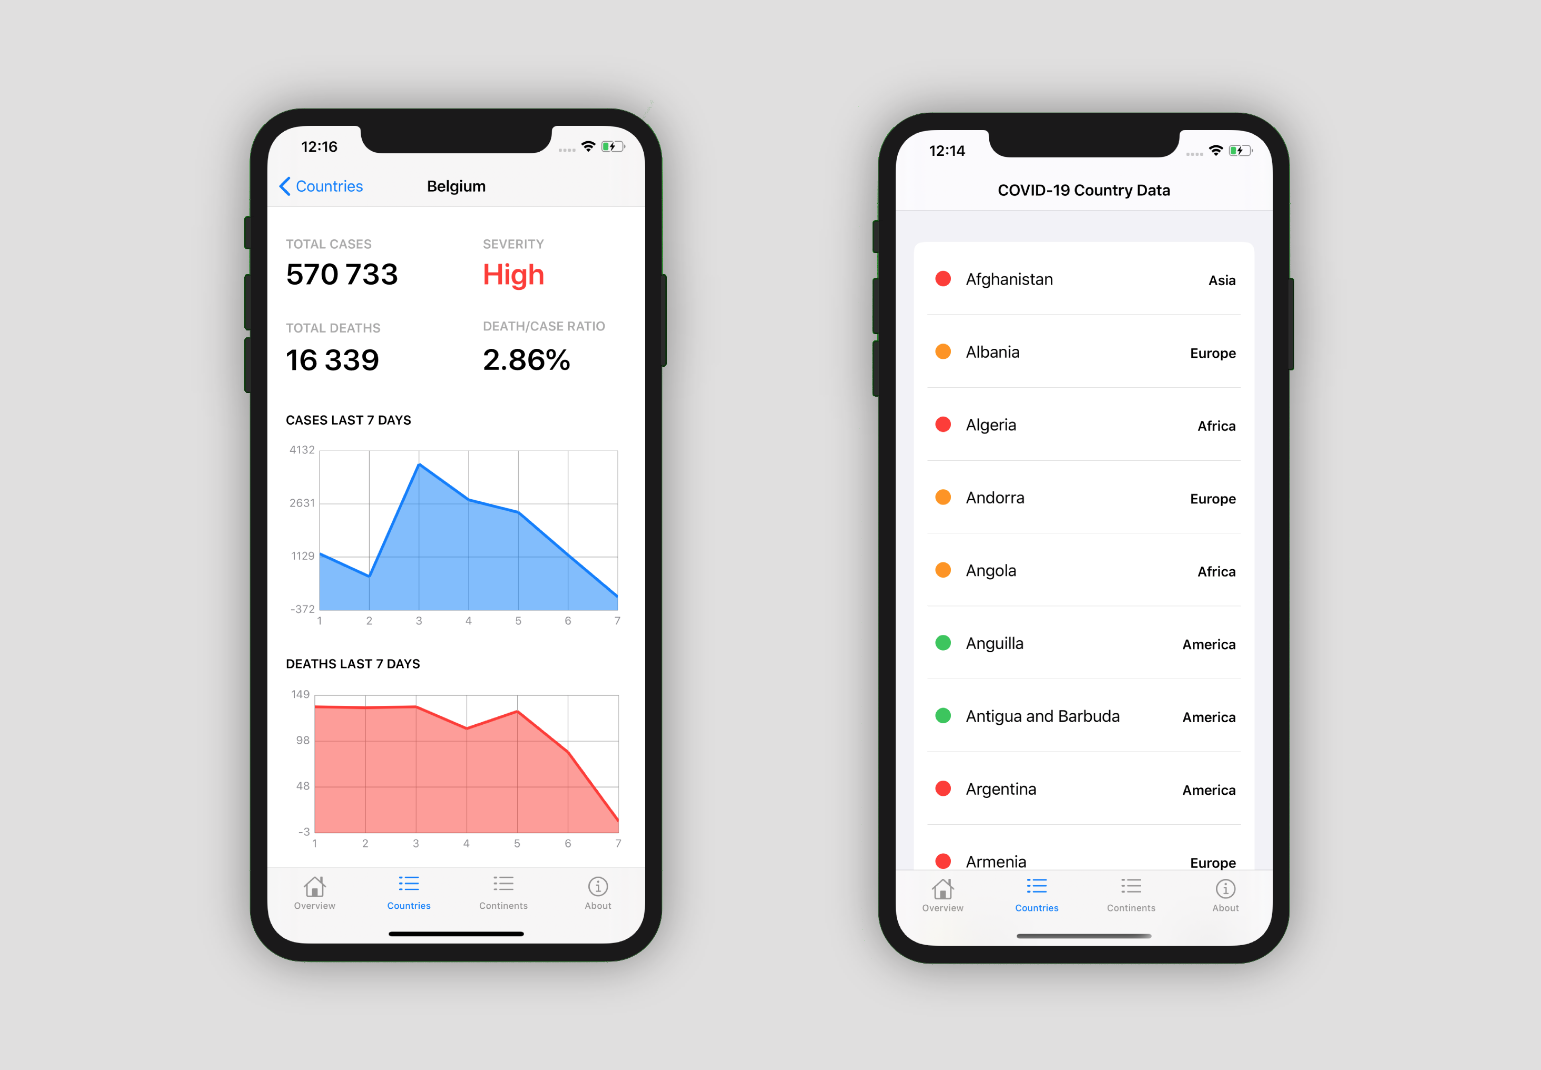 12:16
Countries
Belgium
TOTAL CASES
SEVERITY
570 733
High
TOTAL DEATHS
DEATH/CASE RATIO
16 339
2.86%
CASES LAST 7 DAYS
4132
2631
1129
-372
1 2 3 4 5 6 7
DEATHS LAST 7 DAYS
149
98
48
-3
1 2 3 4 5 6 7
Overview Countries Continents About
12:14
COVID-19 Country Data
Afghanistan Asia
Albania Europe
Algeria Africa
Andorra Europe
Angola Africa
Anguilla America
Antigua and Barbuda America
Argentina America
Armenia Europe
Overview Countries Continents About